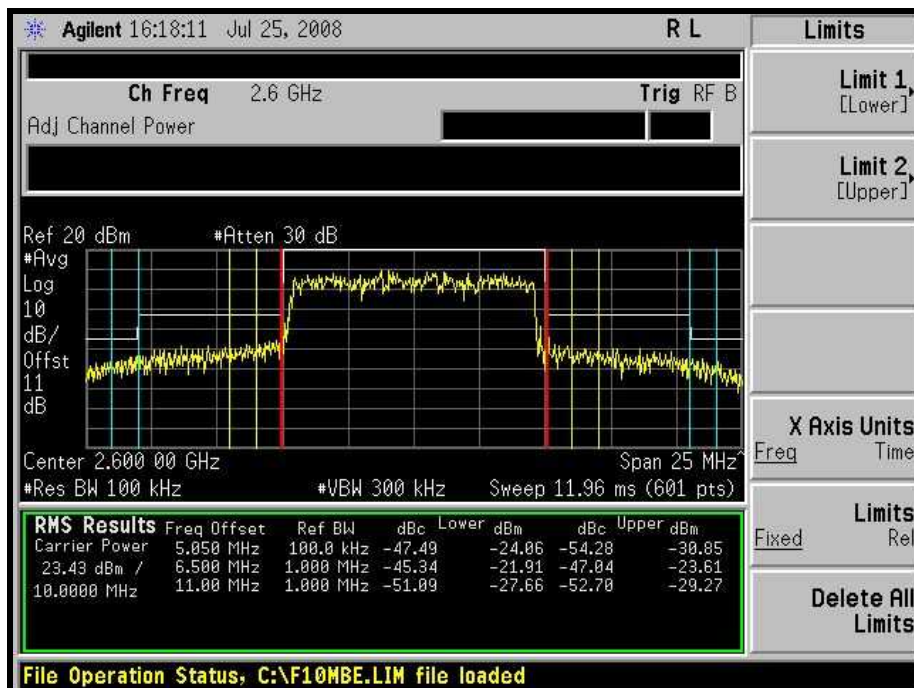 Agilent 16:18:11 Jul 25, 2008 R L
Limits
Ch Freq 2.6 GHz Trig RF B
Adj Channel Power
Limit 1
[Lower]
Limit 2
[Upper]
Ref 20 dBm #Atten 30 dB
#Avg
Log
10
dB/
Offst
11
dB
Center 2.600 00 GHz Span 25 MHz^
#Res BW 100 kHz #VBW 300 kHz Sweep 11.96 ms (601 pts)
X Axis Units
Freq Time
RMS Results Freq Offset Ref BW dBc Lower dBm dBc Upper dBm
Carrier Power 5.050 MHz 100.0 kHz -47.49 -24.06 -54.28 -30.85
23.43 dBm / 6.500 MHz 1.000 MHz -45.34 -21.91 -47.04 -23.61
10.0000 MHz 11.00 MHz 1.000 MHz -51.09 -27.66 -52.70 -29.27
Limits
Fixed Rel
Delete All
Limits
File Operation Status, C:\F10MBE.LIM file loaded